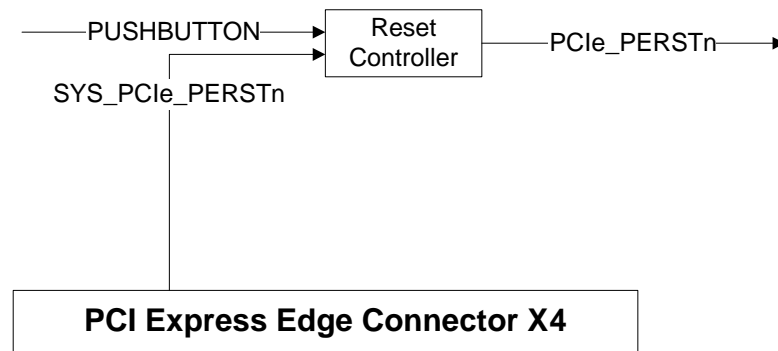 PUSHBUTTON
Reset
Controller
PCIe_PERSTn
SYS_PCIe_PERSTn
PCI Express Edge Connector X4